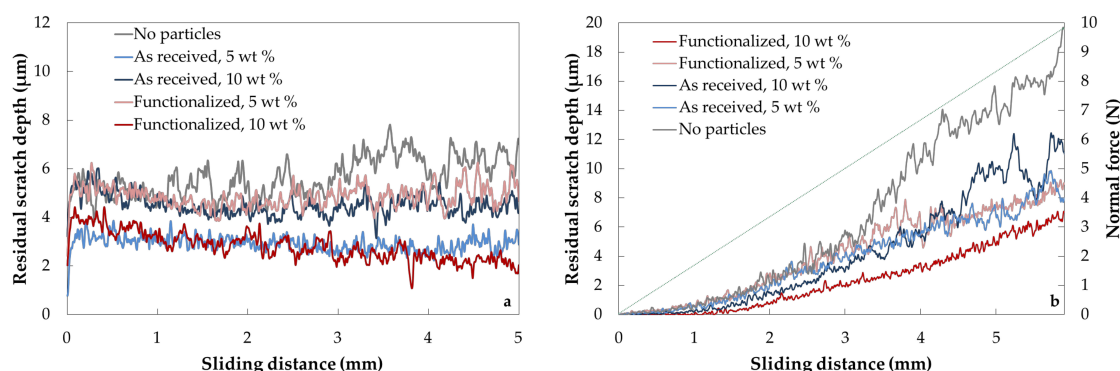 Residual scratch depth (µm)
12
10
8
6
4
2
0
No particles
As received, 5 wt %
As received, 10 wt %
Functionalized, 5 wt %
Functionalized, 10 wt %
a
0 1 2 3 4 5
Sliding distance (mm)
Residual scratch depth (µm)
20
18
16
14
12
10
8
6
4
2
0
Functionalized, 10 wt %
Functionalized, 5 wt %
As received, 10 wt %
As received, 5 wt %
No particles
b
0 1 2 3 4 5
Sliding distance (mm)
10
9
8
7
6
5
4
3
2
1
0
Normal force (N)